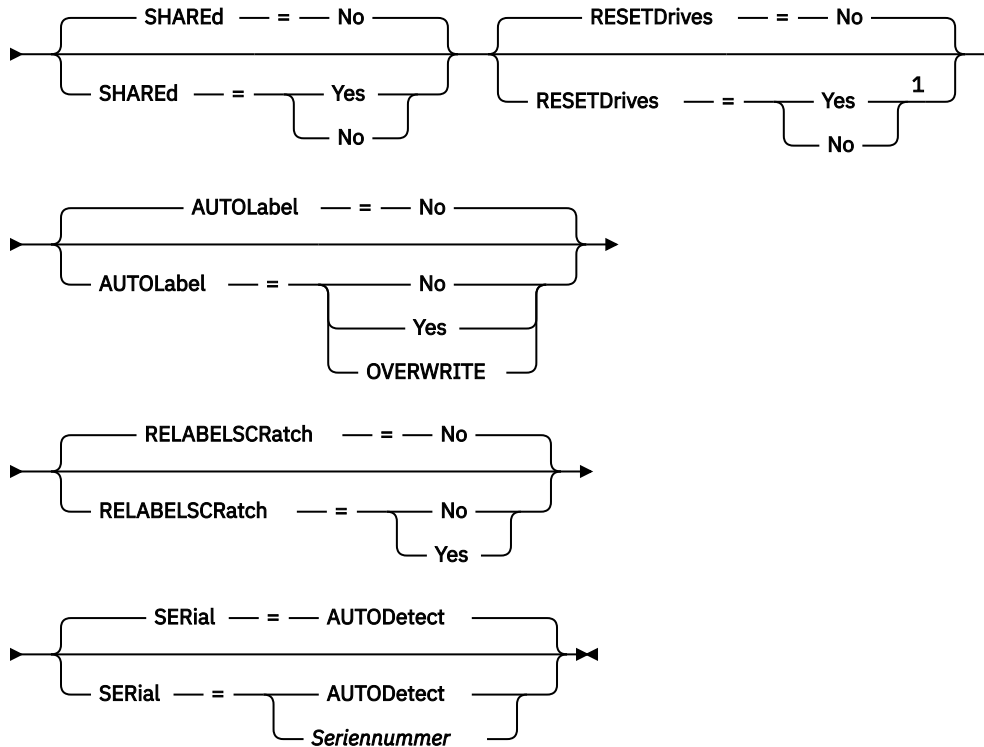 SHAREd = No RESETDrives = No
SHAREd = Yes RESETDrives = Yes 1
No No
AUTOLabel = No
AUTOLabel = No
Yes
OVERWRITE
RELABELSCRatch = No
RELABELSCRatch = No
Yes
SERial = AUTODetect
SERial = AUTODetect
Seriennummer